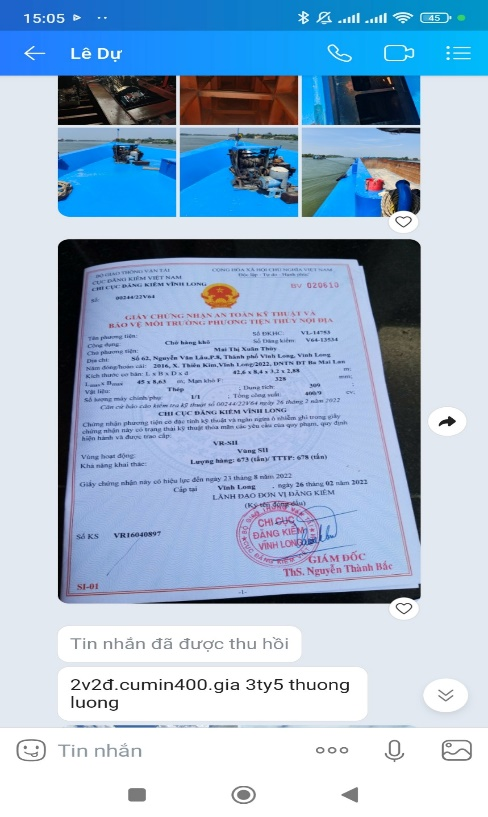 15:05
45
Lê Dự
BỘ GIAO THÔNG VẬN TẢI
CỤC ĐĂNG KIỂM VIỆT NAM
CHI CỤC ĐĂNG KIỂM VĨNH LONG
Số: 00244/22V64
CỘNG HÒA XÃ HỘI CHỦ NGHĨA VIỆT NAM
Độc lập - Tự do - Hạnh phúc
020610
GIẤY CHỨNG NHẬN AN TOÀN KỸ THUẬT VÀ
BẢO VỆ MÔI TRƯỜNG PHƯƠNG TIỆN THỦY NỘI ĐỊA
Tên phương tiện: Số ĐKHC: VL-14753
Công dụng: Chở hàng khô Số Đăng kiểm: V64-13534
Chủ phương tiện: Mai Thị Xuân Thùy
Địa chỉ: Số 62, Nguyễn Văn Lâu,P.8, Thành phố Vĩnh Long, Vĩnh Long
Năm đóng/hoán cải: 2016, X. Thiềng Kim,Vĩnh Long/2022, DNTN ĐT Ba Mai Lan
Kích thước cơ bản: L x B x D x d 42,6 x 8,4 x 3,2 x 2,88 m;
Lmax x Bmax 45 x 8,63 m, Mạn khô F: 328 mm;
Vật liệu: Thép ; Dung tích: 309 ;
Số lượng máy chính/phụ: 1/1 ; Tổng công suất: 400/9 cv;
Căn cứ báo cáo kiểm tra kỹ thuật số 00244/22V64 ngày 26 tháng 2 năm 2022
CHI CỤC ĐĂNG KIỂM VĨNH LONG
Chứng nhận phương tiện có đặc tính kỹ thuật và ngàm ngữa ô nhiễm ghi trong giấy
chứng nhận này có trạng thái kỹ thuật thỏa mãn các yêu cầu của quy phạm, quy định
hiện hành và được trao cấp:
VR-SII
Vùng hoạt động: Vùng SII
Khả năng khai thác: Lượng hàng: 673 (tấn)/ TTTP: 678 (tấn)
Giấy chứng nhận này có hiệu lực đến ngày 23 tháng 8 năm 2022
Cấp tại Vĩnh Long , ngày 26 tháng 02 năm 2022
LÃNH ĐẠO ĐƠN VỊ ĐĂNG KIỂM
(Ký tên đóng dấu)
CHI CỤC
ĐĂNG KIỂM
VĨNH LONG
Số KS VR16040897
GIÁM ĐỐC
ThS. Nguyễn Thành Bắc
SI-01
-1-
Tin nhắn đã được thu hồi
2v2đ.cumin400.gia 3ty5 thuong
luong
Tin nhắn